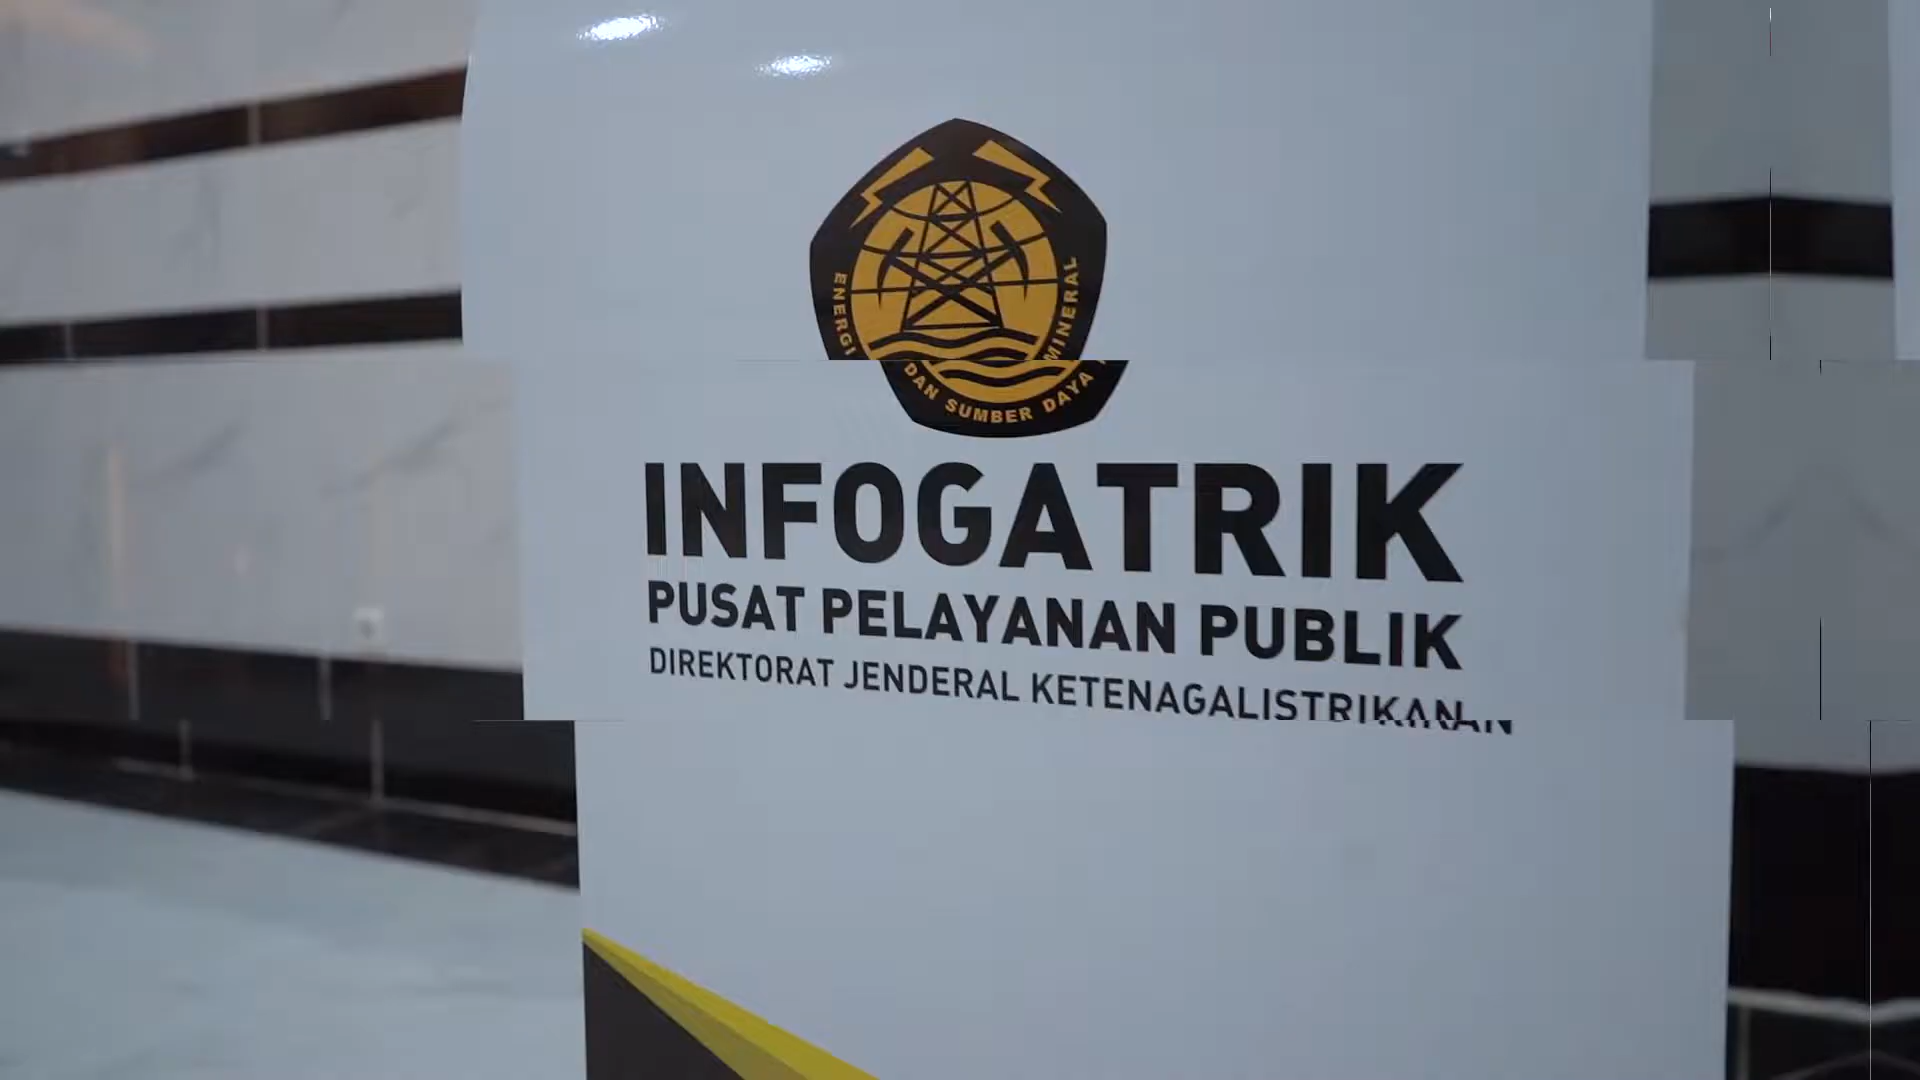 ENERGI DAN SUMBER DAYA MINERAL
INFOGATRIK
PUSAT PELAYANAN PUBLIK
DIREKTORAT JENDERAL KETENAGALISTRIKAN